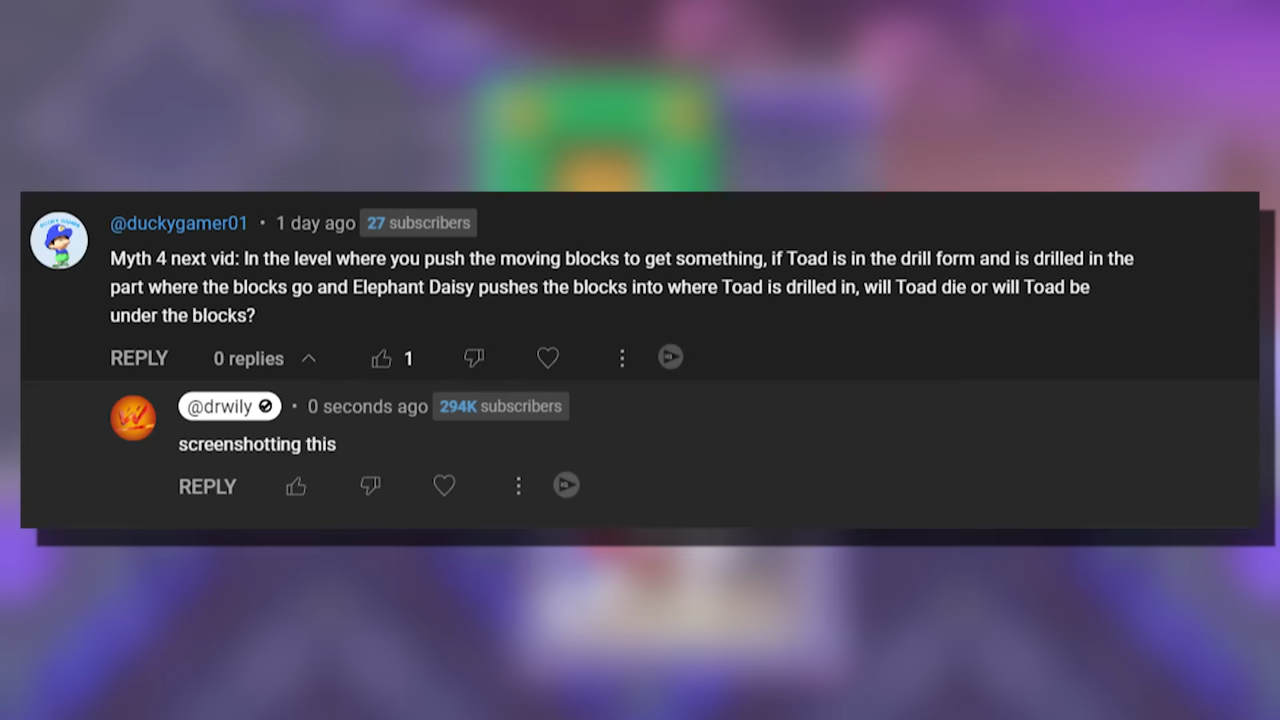 @duckygamer01 · 1 day ago 27 subscribers
Myth 4 next vid: In the level where you push the moving blocks to get something, if Toad is in the drill form and is drilled in the
part where the blocks go and Elephant Daisy pushes the blocks into where Toad is drilled in, will Toad die or will Toad be
under the blocks?
REPLY 0 replies 1
@drwily · 0 seconds ago 294K subscribers
screenshotting this
REPLY